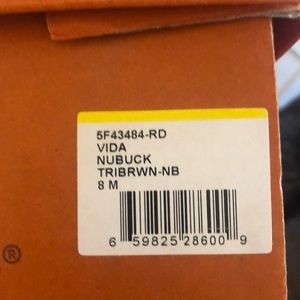 5F43484-RD
VIDA
NUBUCK
TRIBRWN-NB
8 M
6 59825 28600 9
®